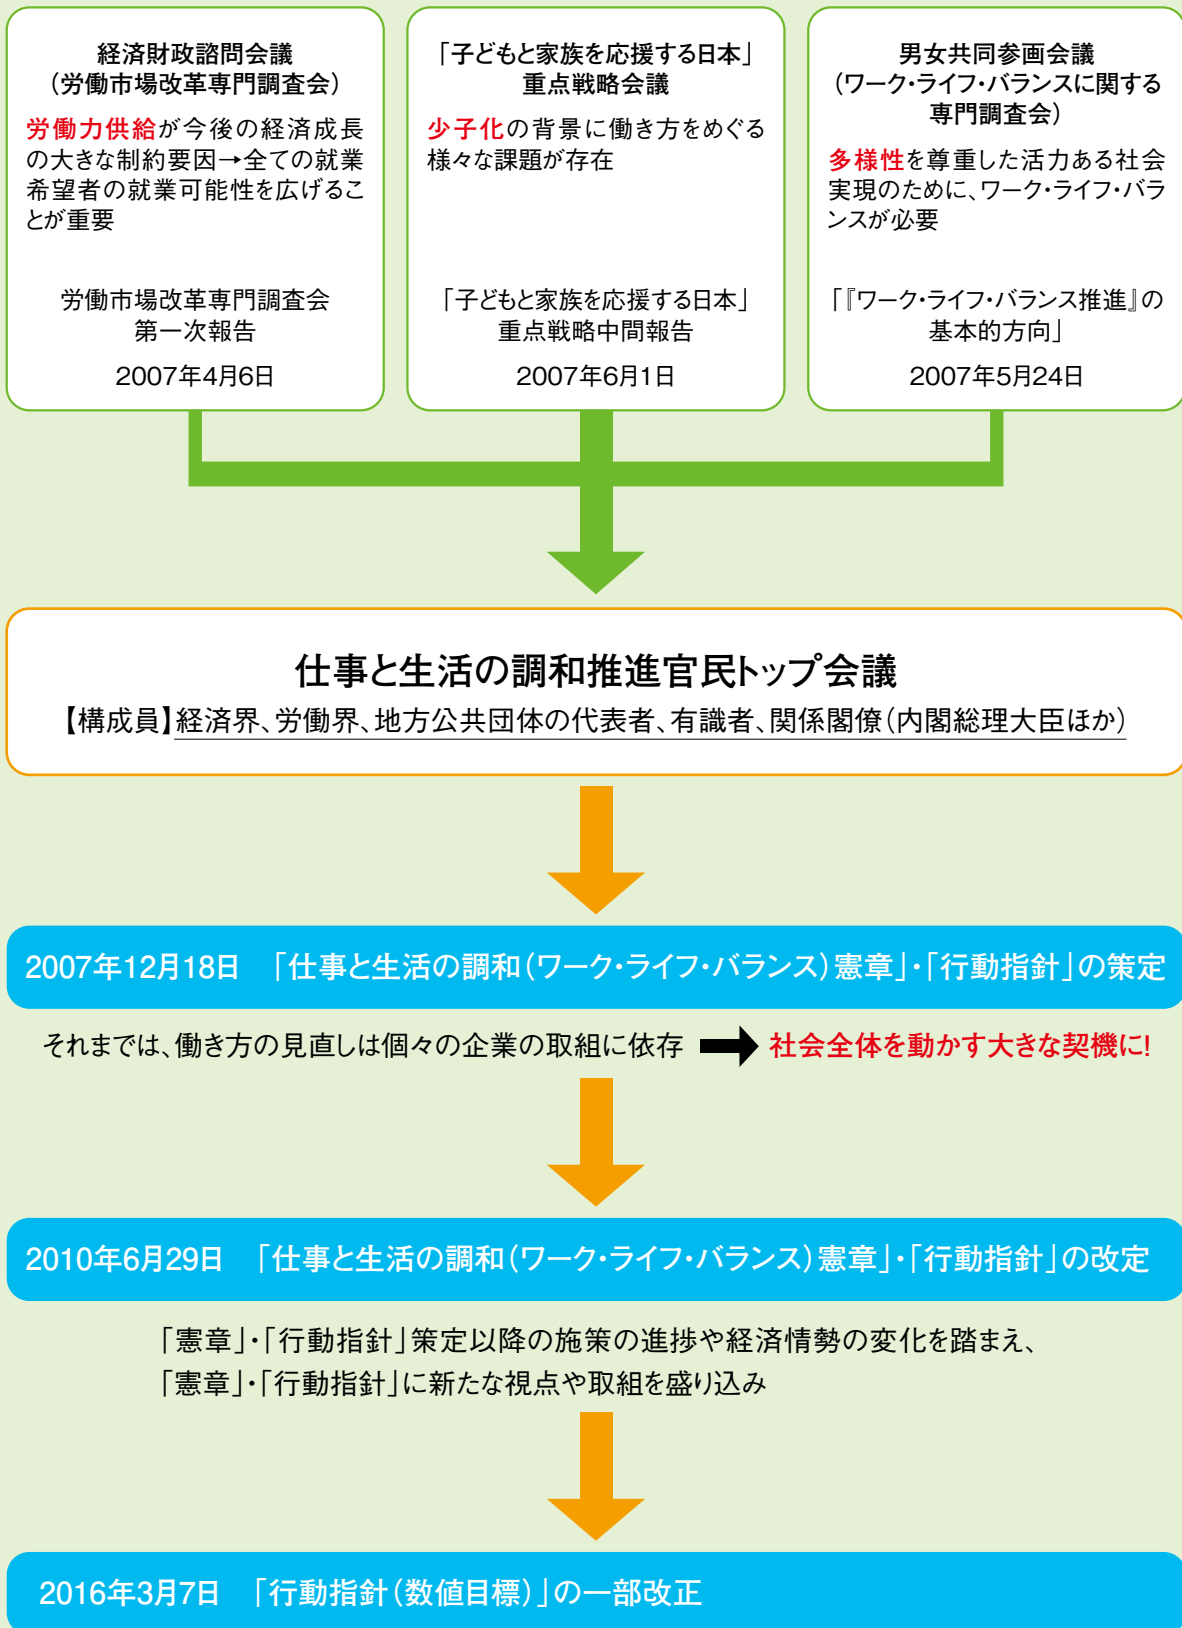 経済財政諮問会議
（労働市場改革専門調査会）
労働力供給が今後の経済成長
の大きな制約要因→全ての就業
希望者の就業可能性を広げるこ
とが重要
労働市場改革専門調査会
第一次報告
2007年4月6日
「子どもと家族を応援する日本」
重点戦略会議
少子化の背景に働き方をめぐる
様々な課題が存在
「子どもと家族を応援する日本」
重点戦略中間報告
2007年6月1日
男女共同参画会議
（ワーク・ライフ・バランスに関する
専門調査会）
多様性を尊重した活力ある社会
実現のために、ワーク・ライフ・バラ
ンスが必要
「『ワーク・ライフ・バランス推進』の
基本的方向」
2007年5月24日
仕事と生活の調和推進官民トップ会議
【構成員】経済界、労働界、地方公共団体の代表者、有識者、関係閣僚（内閣総理大臣ほか）
2007年12月18日　「仕事と生活の調和（ワーク・ライフ・バランス）憲章」・「行動指針」の策定
それまでは、働き方の見直しは個々の企業の取組に依存 ➡ 社会全体を動かす大きな契機に!
2010年6月29日　「仕事と生活の調和（ワーク・ライフ・バランス）憲章」・「行動指針」の改定
「憲章」・「行動指針」策定以降の施策の進捗や経済情勢の変化を踏まえ、
「憲章」・「行動指針」に新たな視点や取組を盛り込み
2016年3月7日　「行動指針（数値目標）」の一部改正